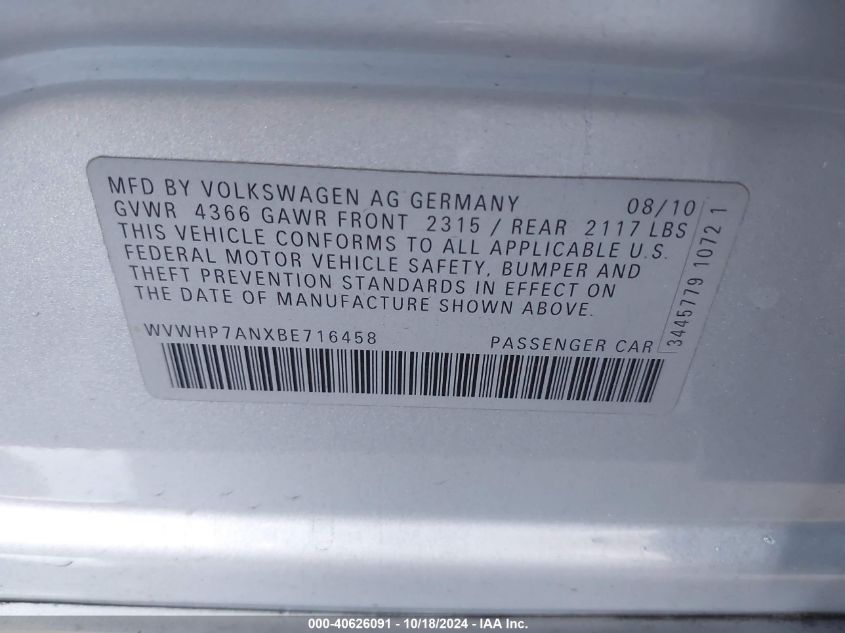 MFD BY VOLKSWAGEN AG GERMANY 08/10
GVWR 4366 GAWR FRONT 2315 / REAR 2117 LBS
THIS VEHICLE CONFORMS TO ALL APPLICABLE U.S.
FEDERAL MOTOR VEHICLE SAFETY, BUMPER AND
THEFT PREVENTION STANDARDS IN EFFECT ON
THE DATE OF MANUFACTURE SHOWN ABOVE.
WVWHP7ANXBE716458 PASSENGER CAR
3445779 1072 1
000-40626091 - 10/18/2024 - IAA Inc.